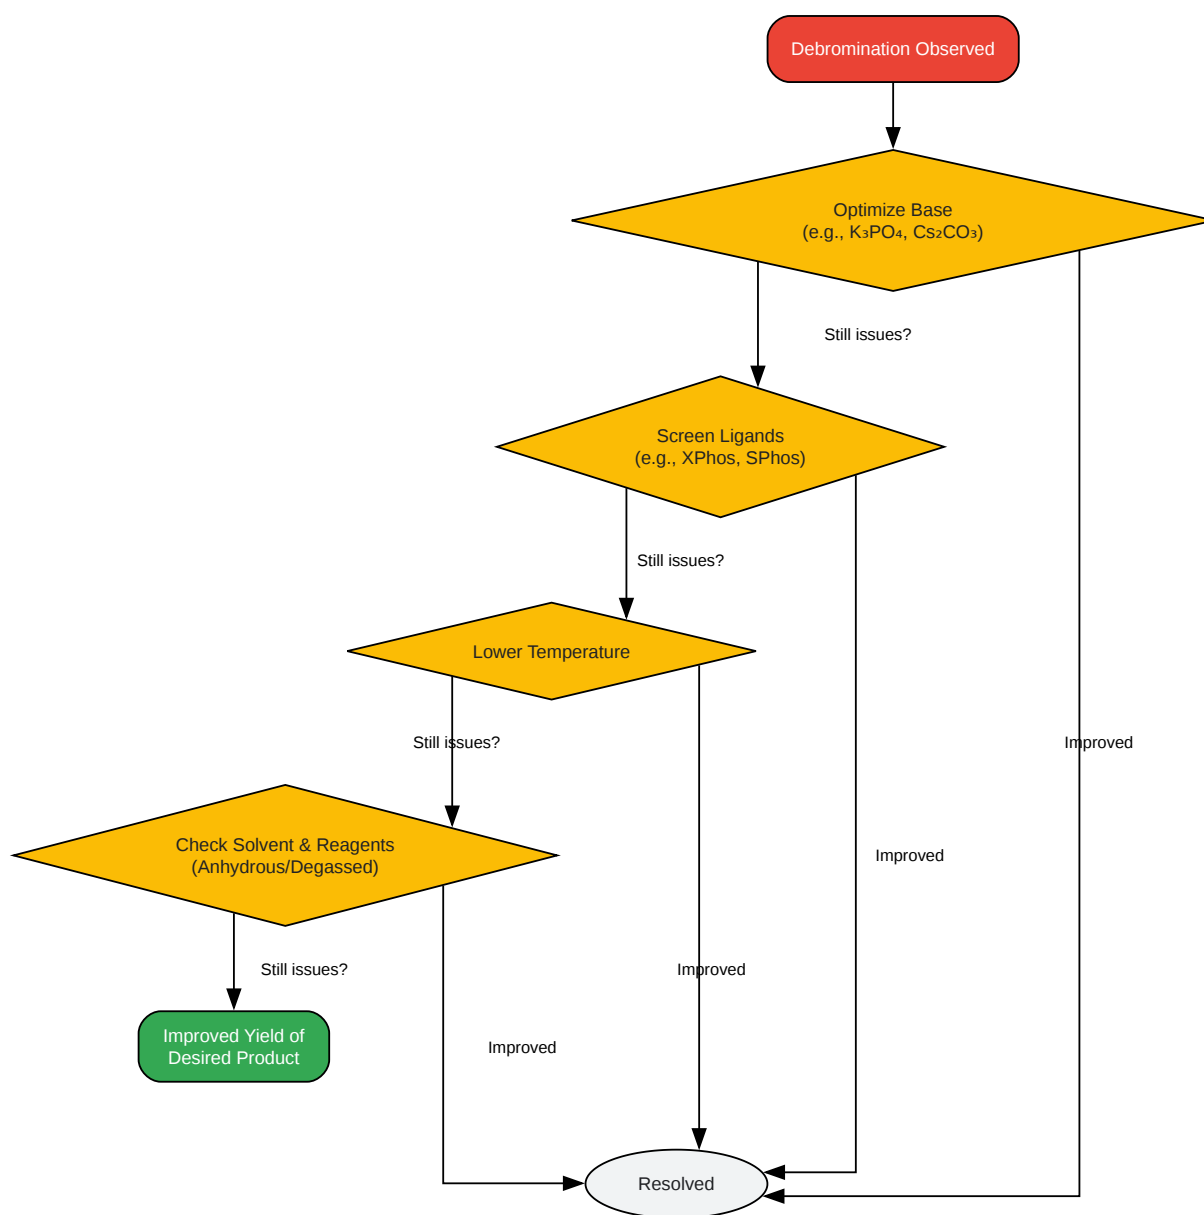 Debromination Observed
Optimize Base
(e.g., K₃PO₄, Cs₂CO₃)
Still issues?
Screen Ligands
(e.g., XPhos, SPhos)
Still issues?
Lower Temperature
Still issues?
Improved
Check Solvent & Reagents
(Anhydrous/Degassed)
Improved
Still issues?
Improved
Improved Yield of
Desired Product
Improved
Resolved